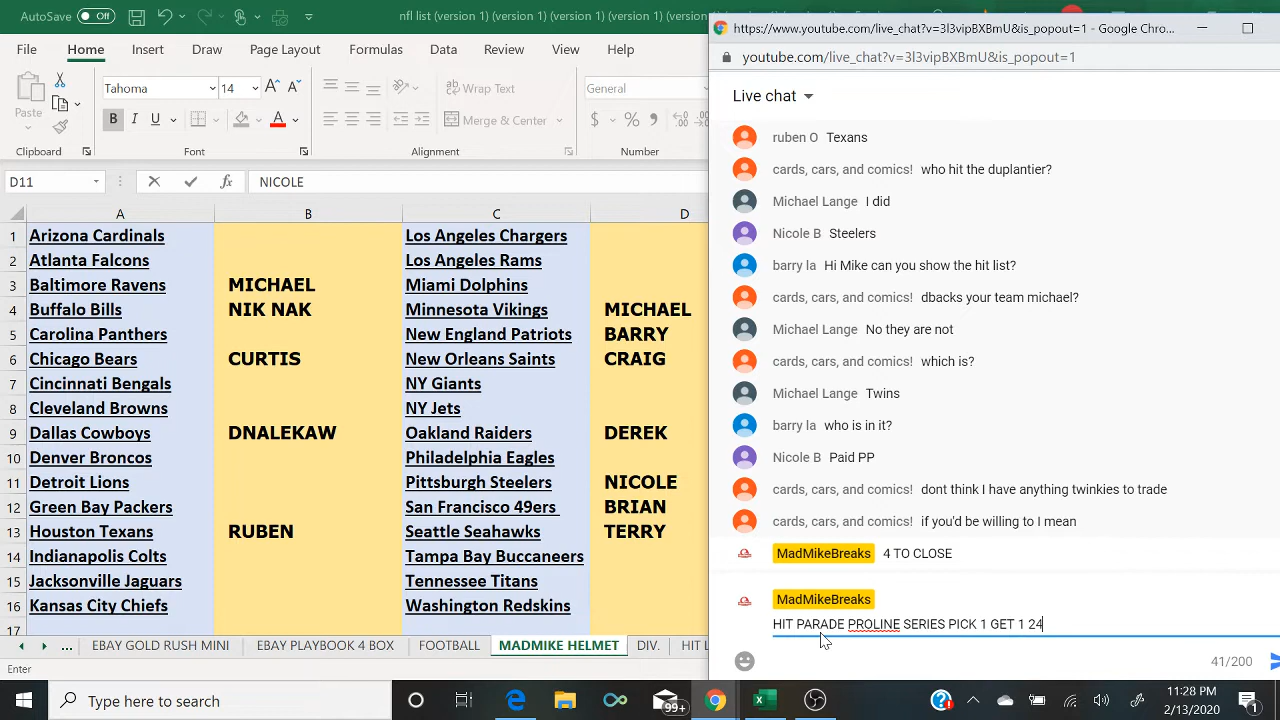 AutoSave Off nfl list (version 1) (version 1) (version 1) (version 1)
https://www.youtube.com/live_chat?v=3l3vipBXBmU&is_popout=1 - Google Chro...
youtube.com/live_chat?v=3l3vipBXBmU&is_popout=1
File Home Insert Draw Page Layout Formulas Data Review View Help
Paste Tahoma 14 Wrap Text General
B I U Merge & Center $ %
Clipboard Font Alignment Number
D11 NICOLE
A B C D
1 Arizona Cardinals Los Angeles Chargers
2 Atlanta Falcons Los Angeles Rams
3 Baltimore Ravens MICHAEL Miami Dolphins
4 Buffalo Bills NIK NAK Minnesota Vikings MICHAEL
5 Carolina Panthers New England Patriots BARRY
6 Chicago Bears CURTIS New Orleans Saints CRAIG
7 Cincinnati Bengals NY Giants
8 Cleveland Browns NY Jets
9 Dallas Cowboys DNALEKAW Oakland Raiders DEREK
10 Denver Broncos Philadelphia Eagles
11 Detroit Lions Pittsburgh Steelers NICOLE
12 Green Bay Packers San Francisco 49ers BRIAN
13 Houston Texans RUBEN Seattle Seahawks TERRY
14 Indianapolis Colts Tampa Bay Buccaneers
15 Jacksonville Jaguars Tennessee Titans
16 Kansas City Chiefs Washington Redskins
17
... EBAY GOLD RUSH MINI EBAY PLAYBOOK 4 BOX FOOTBALL MADMIKE HELMET DIV. HIT L
Enter
Live chat
ruben O Texans
cards, cars, and comics! who hit the duplantier?
Michael Lange I did
Nicole B Steelers
barry la Hi Mike can you show the hit list?
cards, cars, and comics! dbacks your team michael?
Michael Lange No they are not
cards, cars, and comics! which is?
Michael Lange Twins
barry la who is in it?
Nicole B Paid PP
cards, cars, and comics! dont think I have anything twinkies to trade
cards, cars, and comics! if you'd be willing to I mean
MadMikeBreaks 4 TO CLOSE
MadMikeBreaks
HIT PARADE PROLINE SERIES PICK 1 GET 1 24
41/200
Type here to search 99+ 11:28 PM
2/13/2020 1